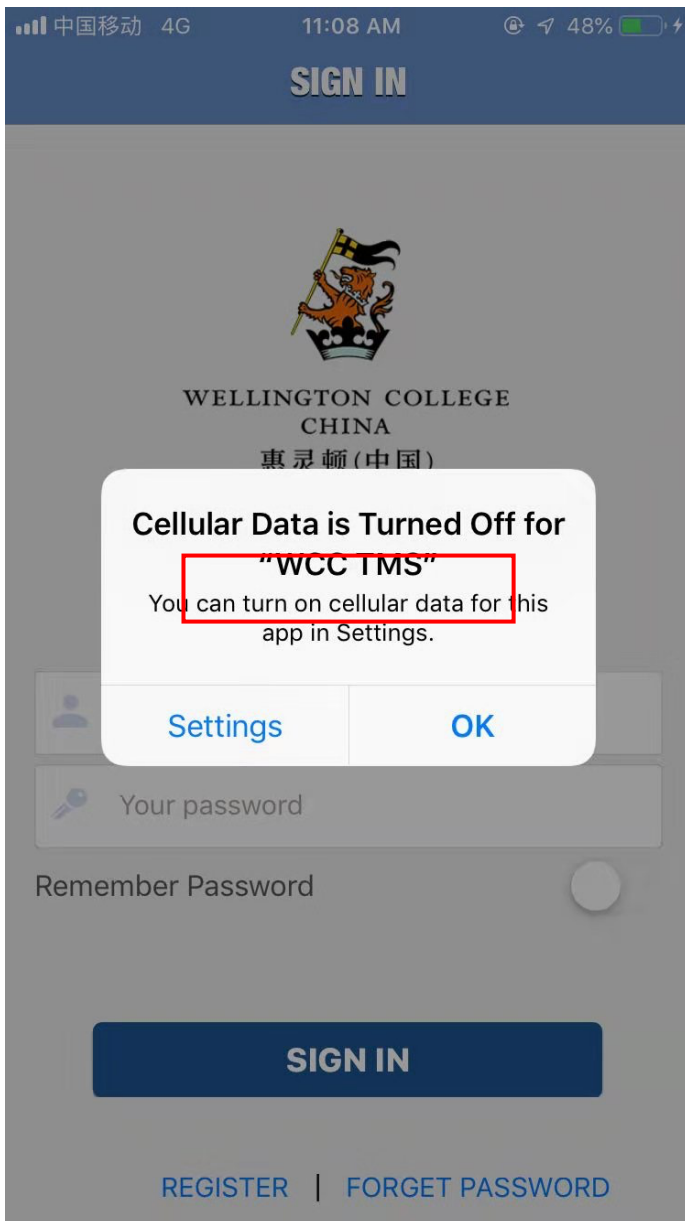 中国移动 4G 11:08 AM 48%
SIGN IN
WELLINGTON COLLEGE
CHINA
惠灵顿(中国)
Cellular Data is Turned Off for
“WCC TMS”
You can turn on cellular data for this
app in Settings.
Settings OK
Your password
Remember Password
SIGN IN
REGISTER | FORGET PASSWORD